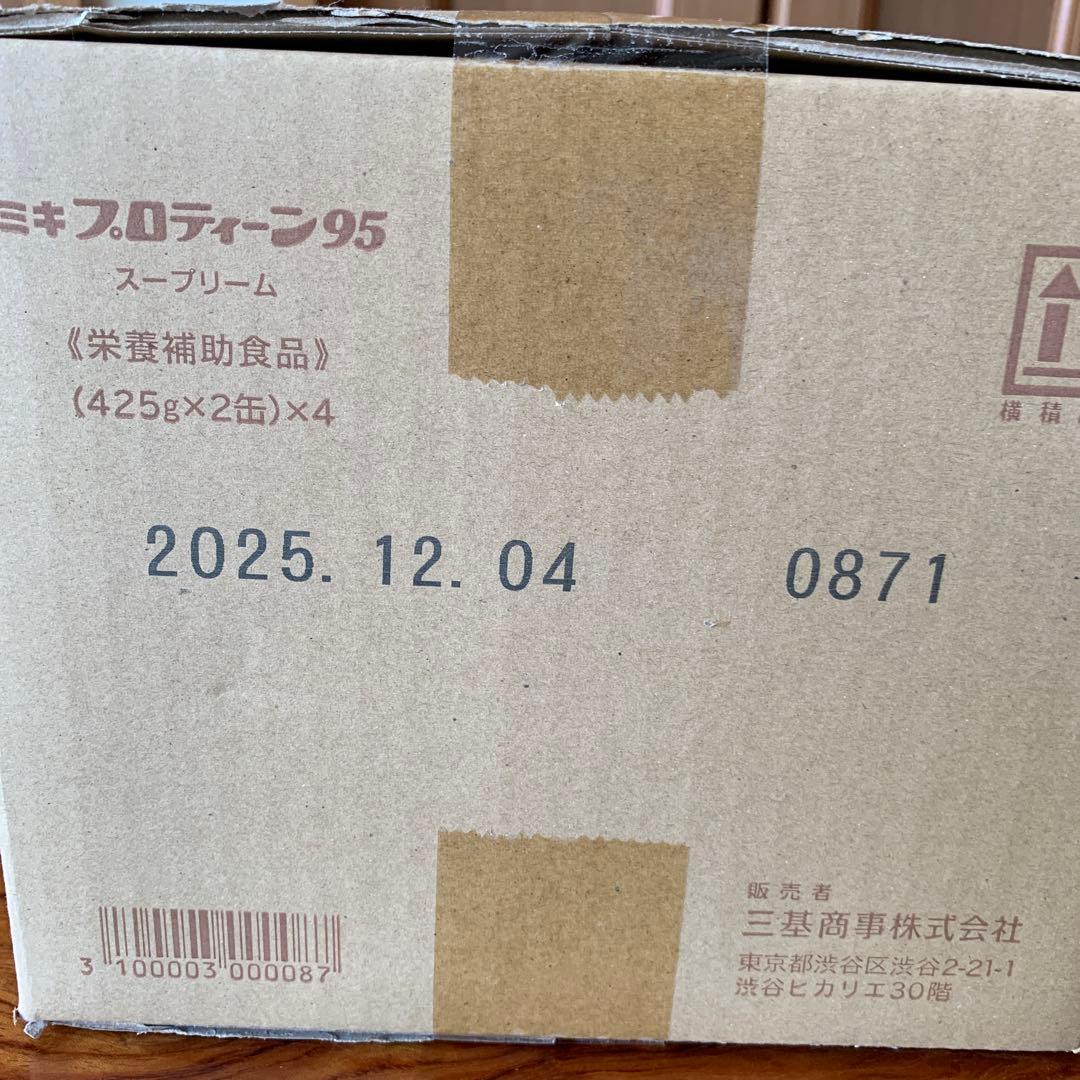 ミキプロティーン95
スープリーム
《栄養補助食品》
(425g×2缶)×4
横積
2025.12.04 0871
3 100003 000087
販売者
三基商事株式会社
東京都渋谷区渋谷2-21-1
渋谷ヒカリエ30階